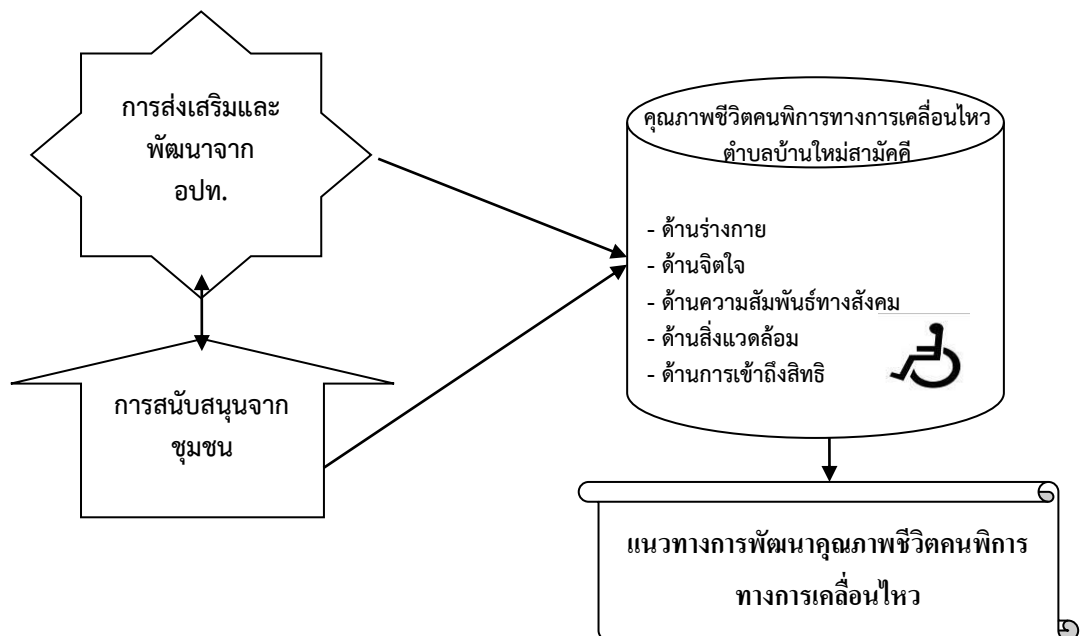 การส่งเสริมและ
พัฒนาจาก
อปท.
การสนับสนุนจาก
ชุมชน
คุณภาพชีวิตคนพิการทางการเคลื่อนไหว
ตำบลบ้านใหม่สามัคคี
- ด้านร่างกาย
- ด้านจิตใจ
- ด้านความสัมพันธ์ทางสังคม
- ด้านสิ่งแวดล้อม
- ด้านการเข้าถึงสิทธิ
แนวทางการพัฒนาคุณภาพชีวิตคนพิการ
ทางการเคลื่อนไหว